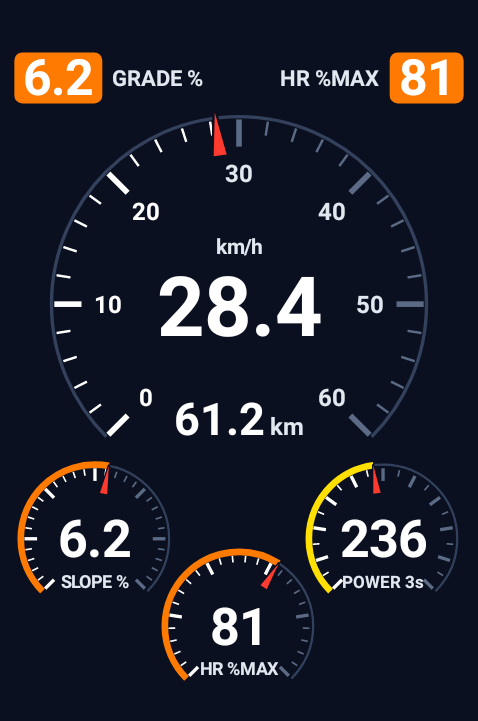 6.2 GRADE % HR %MAX 81
30
20 40
km/h
10 28.4 50
0 60
61.2 km
6.2
SLOPE %
236
POWER 3s
81
HR %MAX